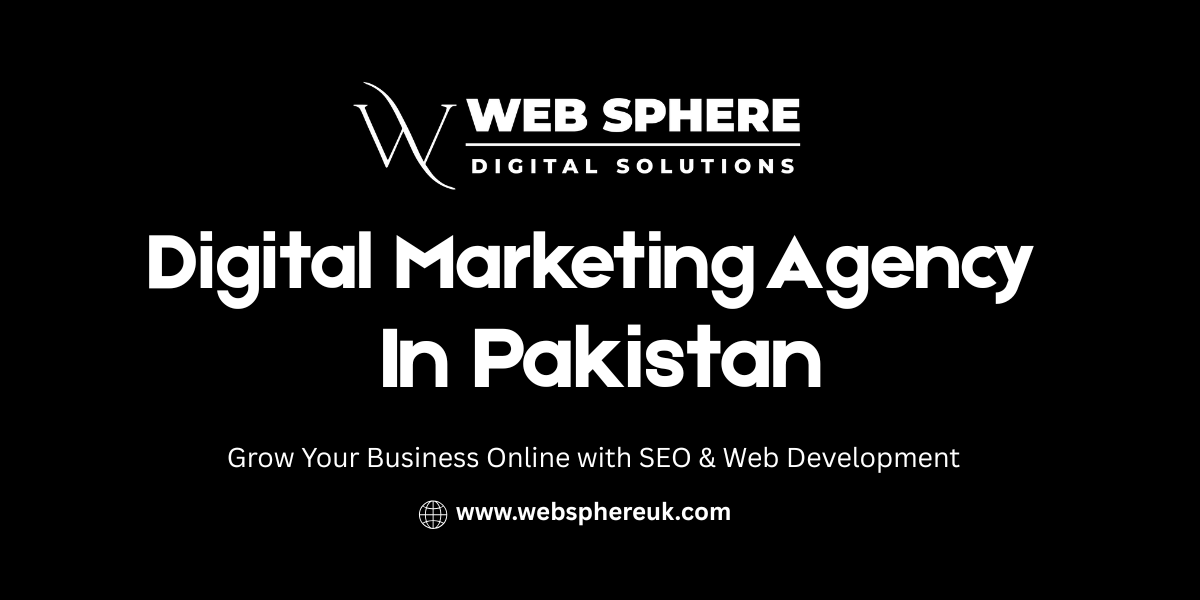 WEB SPHERE
DIGITAL SOLUTIONS
Digital Marketing Agency
In Pakistan
Grow Your Business Online with SEO & Web Development
www.websphereuk.com